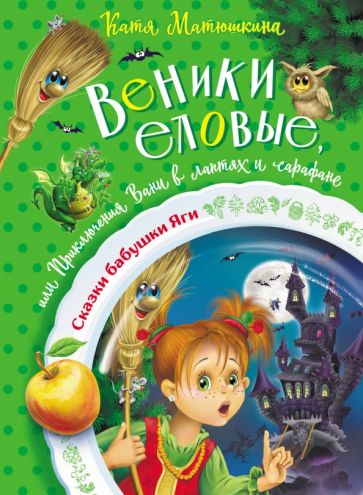 Катя Матюшкина
Веники
еловые,
или Приключения Вани в лаптях и сарафане
Сказки бабушки Яги